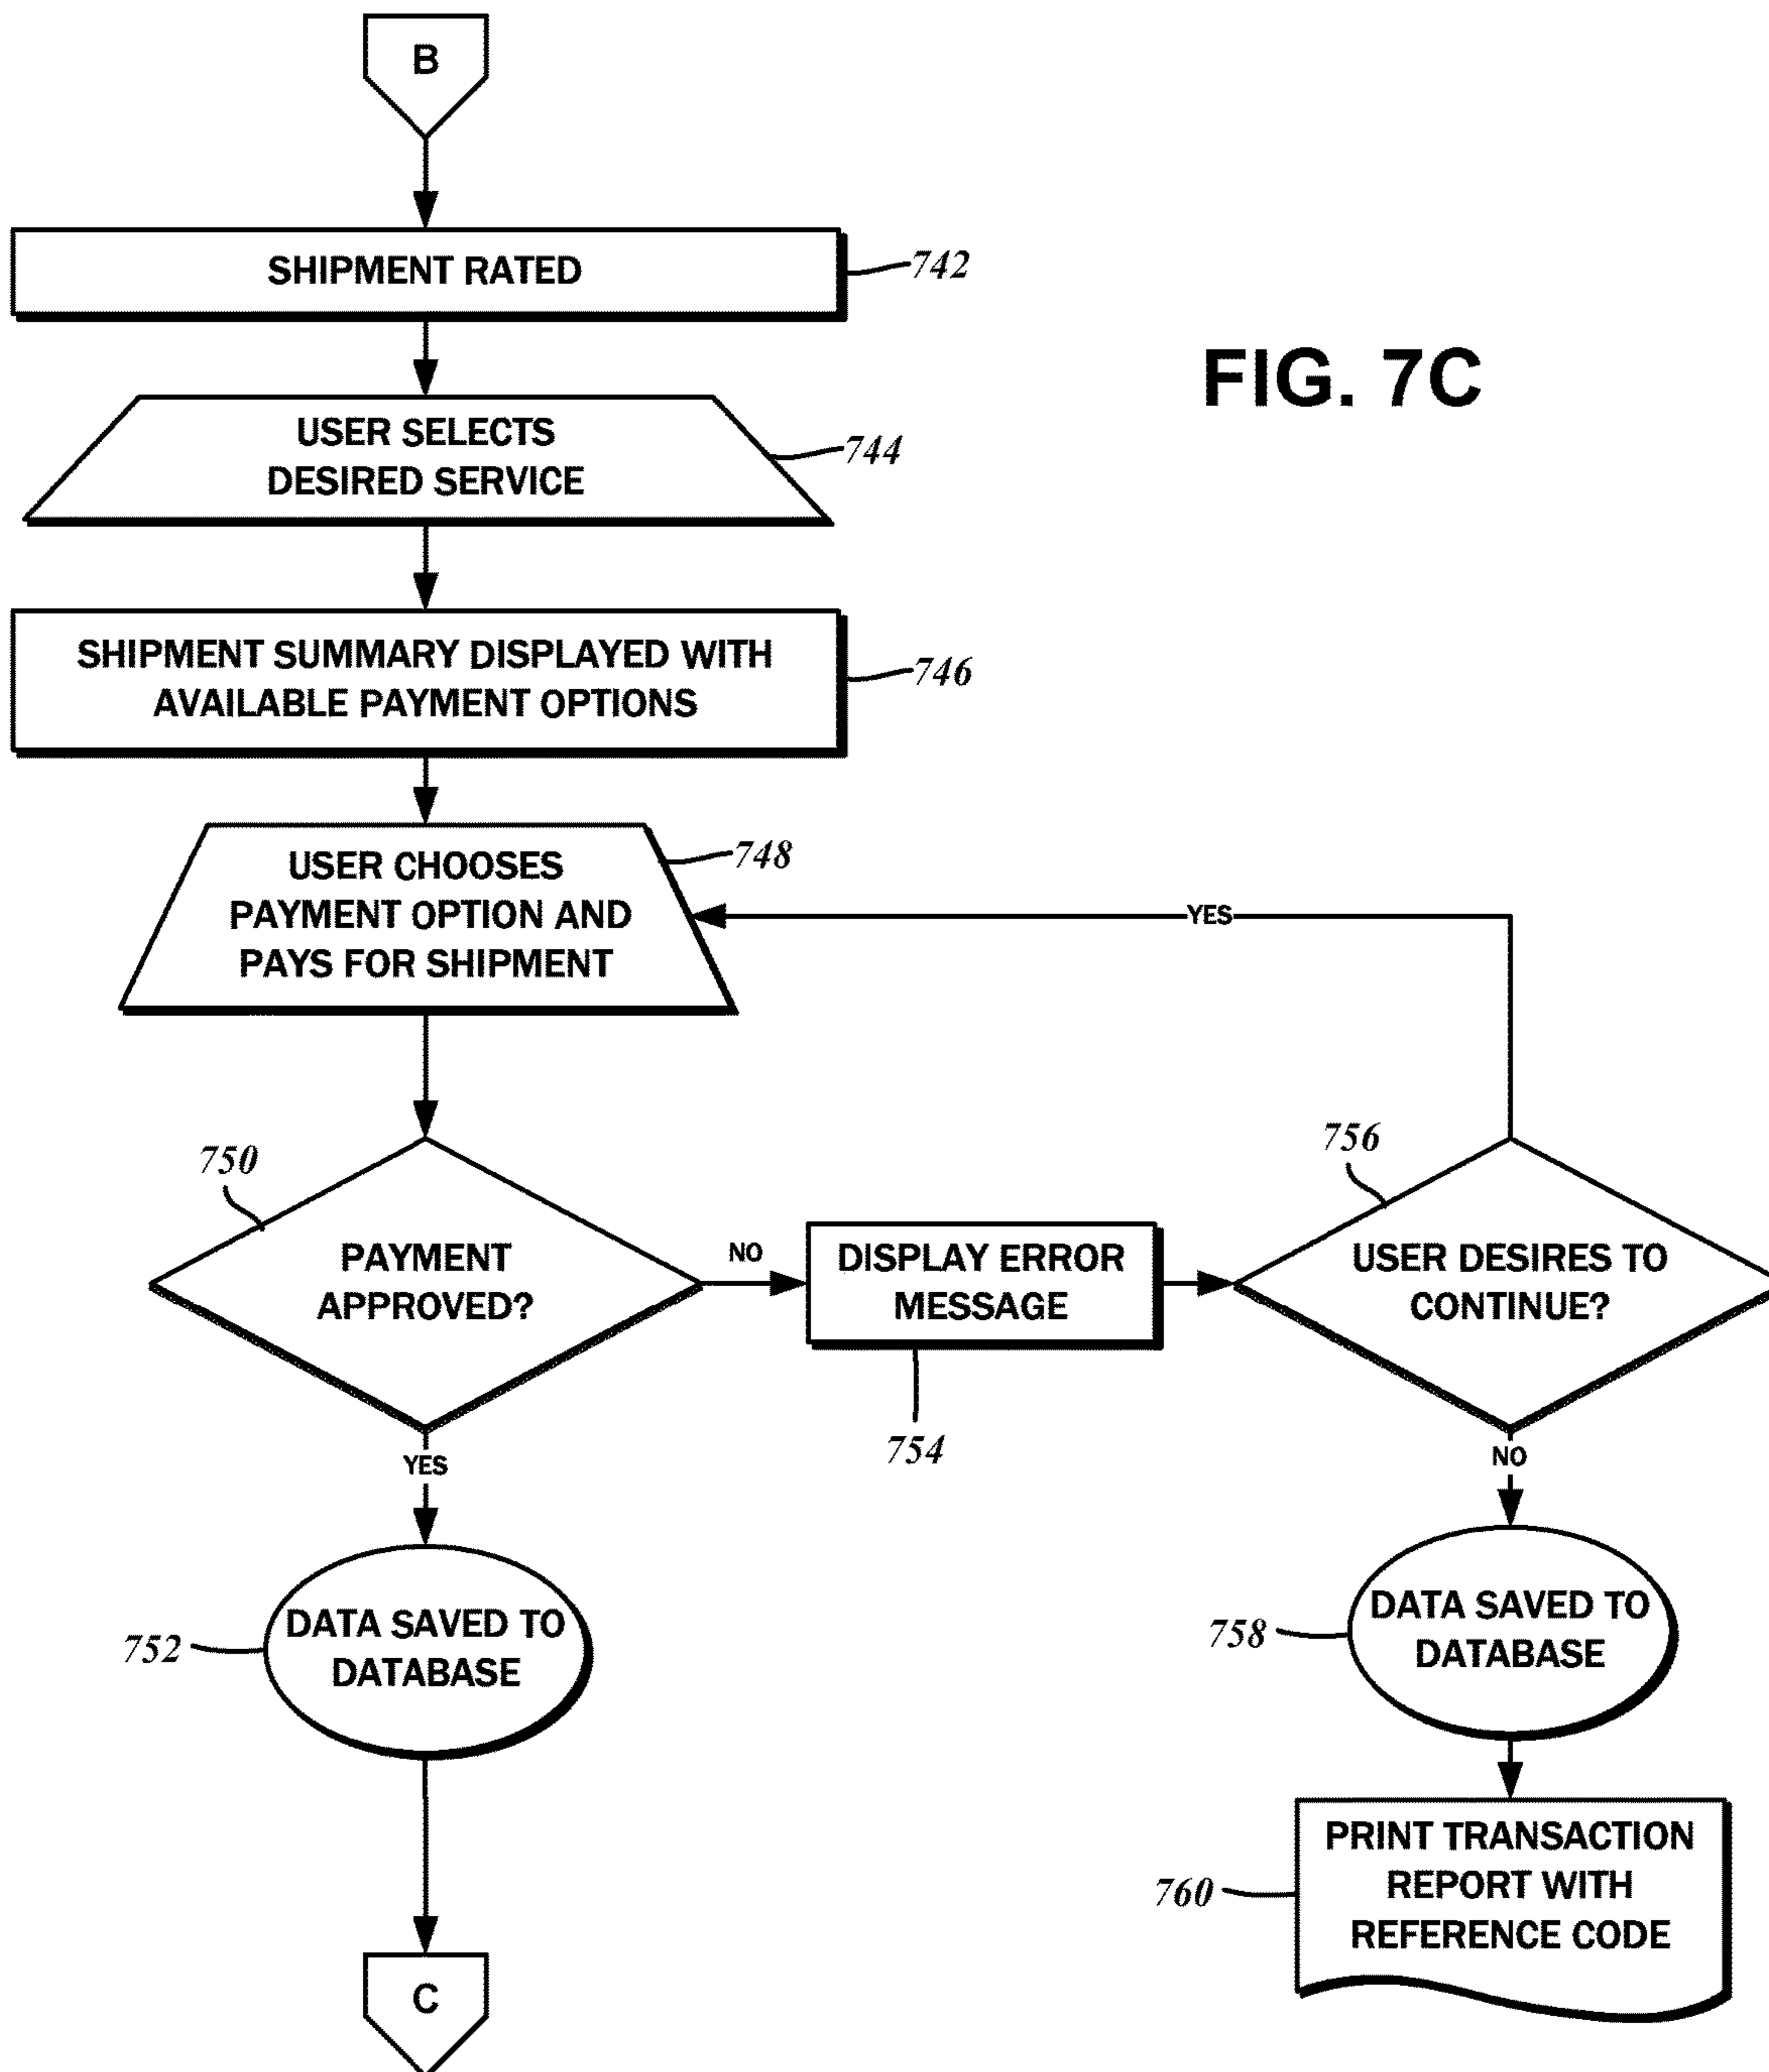 B
SHIPMENT RATED
742
FIG. 7C
USER SELECTS
DESIRED SERVICE
744
SHIPMENT SUMMARY DISPLAYED WITH
AVAILABLE PAYMENT OPTIONS
746
USER CHOOSES
PAYMENT OPTION AND
PAYS FOR SHIPMENT
748
YES
750
PAYMENT
APPROVED?
NO
DISPLAY ERROR
MESSAGE
754
756
USER DESIRES TO
CONTINUE?
YES
NO
752
DATA SAVED TO
DATABASE
758
DATA SAVED TO
DATABASE
760
PRINT TRANSACTION
REPORT WITH
REFERENCE CODE
C